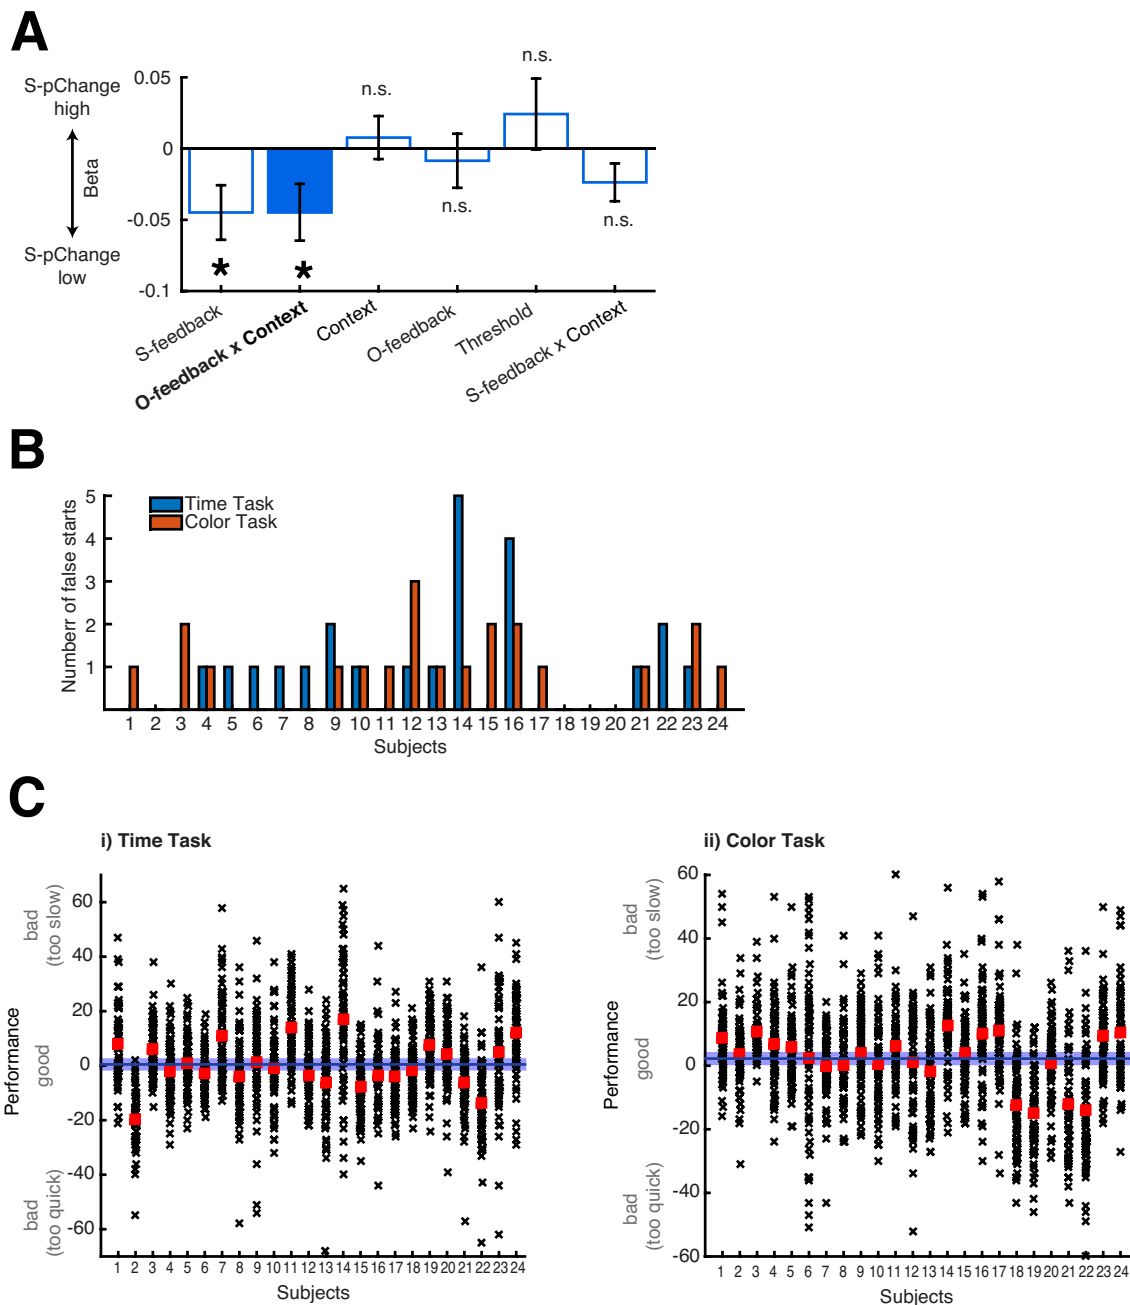 A
S-pChange
high
Beta
S-pChange
low
0.05
0
-0.05
-0.1
n.s.
n.s.
n.s.
n.s.
*
*
S-feedback
O-feedback x Context
Context
O-feedback
Threshold
S-feedback x Context
B
Numberr of false starts
5
4
3
2
1
Time Task
Color Task
1 2 3 4 5 6 7 8 9 10 11 12 13 14 15 16 17 18 19 20 21 22 23 24
Subjects
C
i) Time Task
Performance
bad
(too slow)
good
bad
(too quick)
60
40
20
0
-20
-40
-60
1 2 3 4 5 6 7 8 9 10 11 12 13 14 15 16 17 18 19 20 21 22 23 24
Subjects
ii) Color Task
Performance
bad
(too slow)
good
bad
(too quick)
60
40
20
0
-20
-40
-60
1 2 3 4 5 6 7 8 9 10 11 12 13 14 15 16 17 18 19 20 21 22 23 24
Subjects